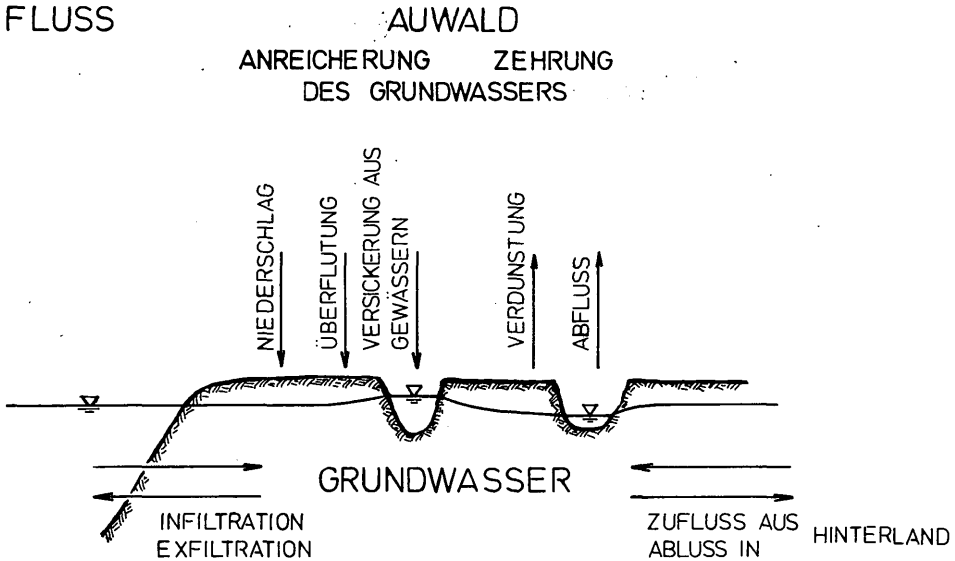 FLUSS
AUWALD
ANREICHERUNG ZEHRUNG
DES GRUNDWASSERS
NIEDERSCHLAG
ÜBERFLUTUNG
VERSICKERUNG AUS
GEWÄSSERN
VERDUNSTUNG
ABFLUSS
GRUNDWASSER
INFILTRATION
EXFILTRATION
ZUFLUSS AUS
ABLUSS IN
HINTERLAND